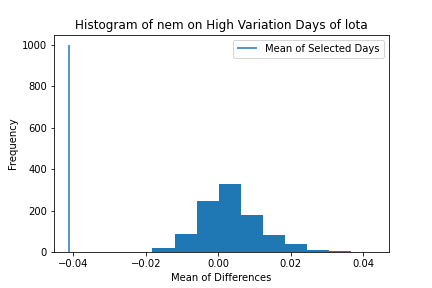 Histogram of nem on High Variation Days of lota
Mean of Selected Days
Frequency
1000
800
600
400
200
0
−0.04
−0.02
0.00
0.02
0.04
Mean of Differences